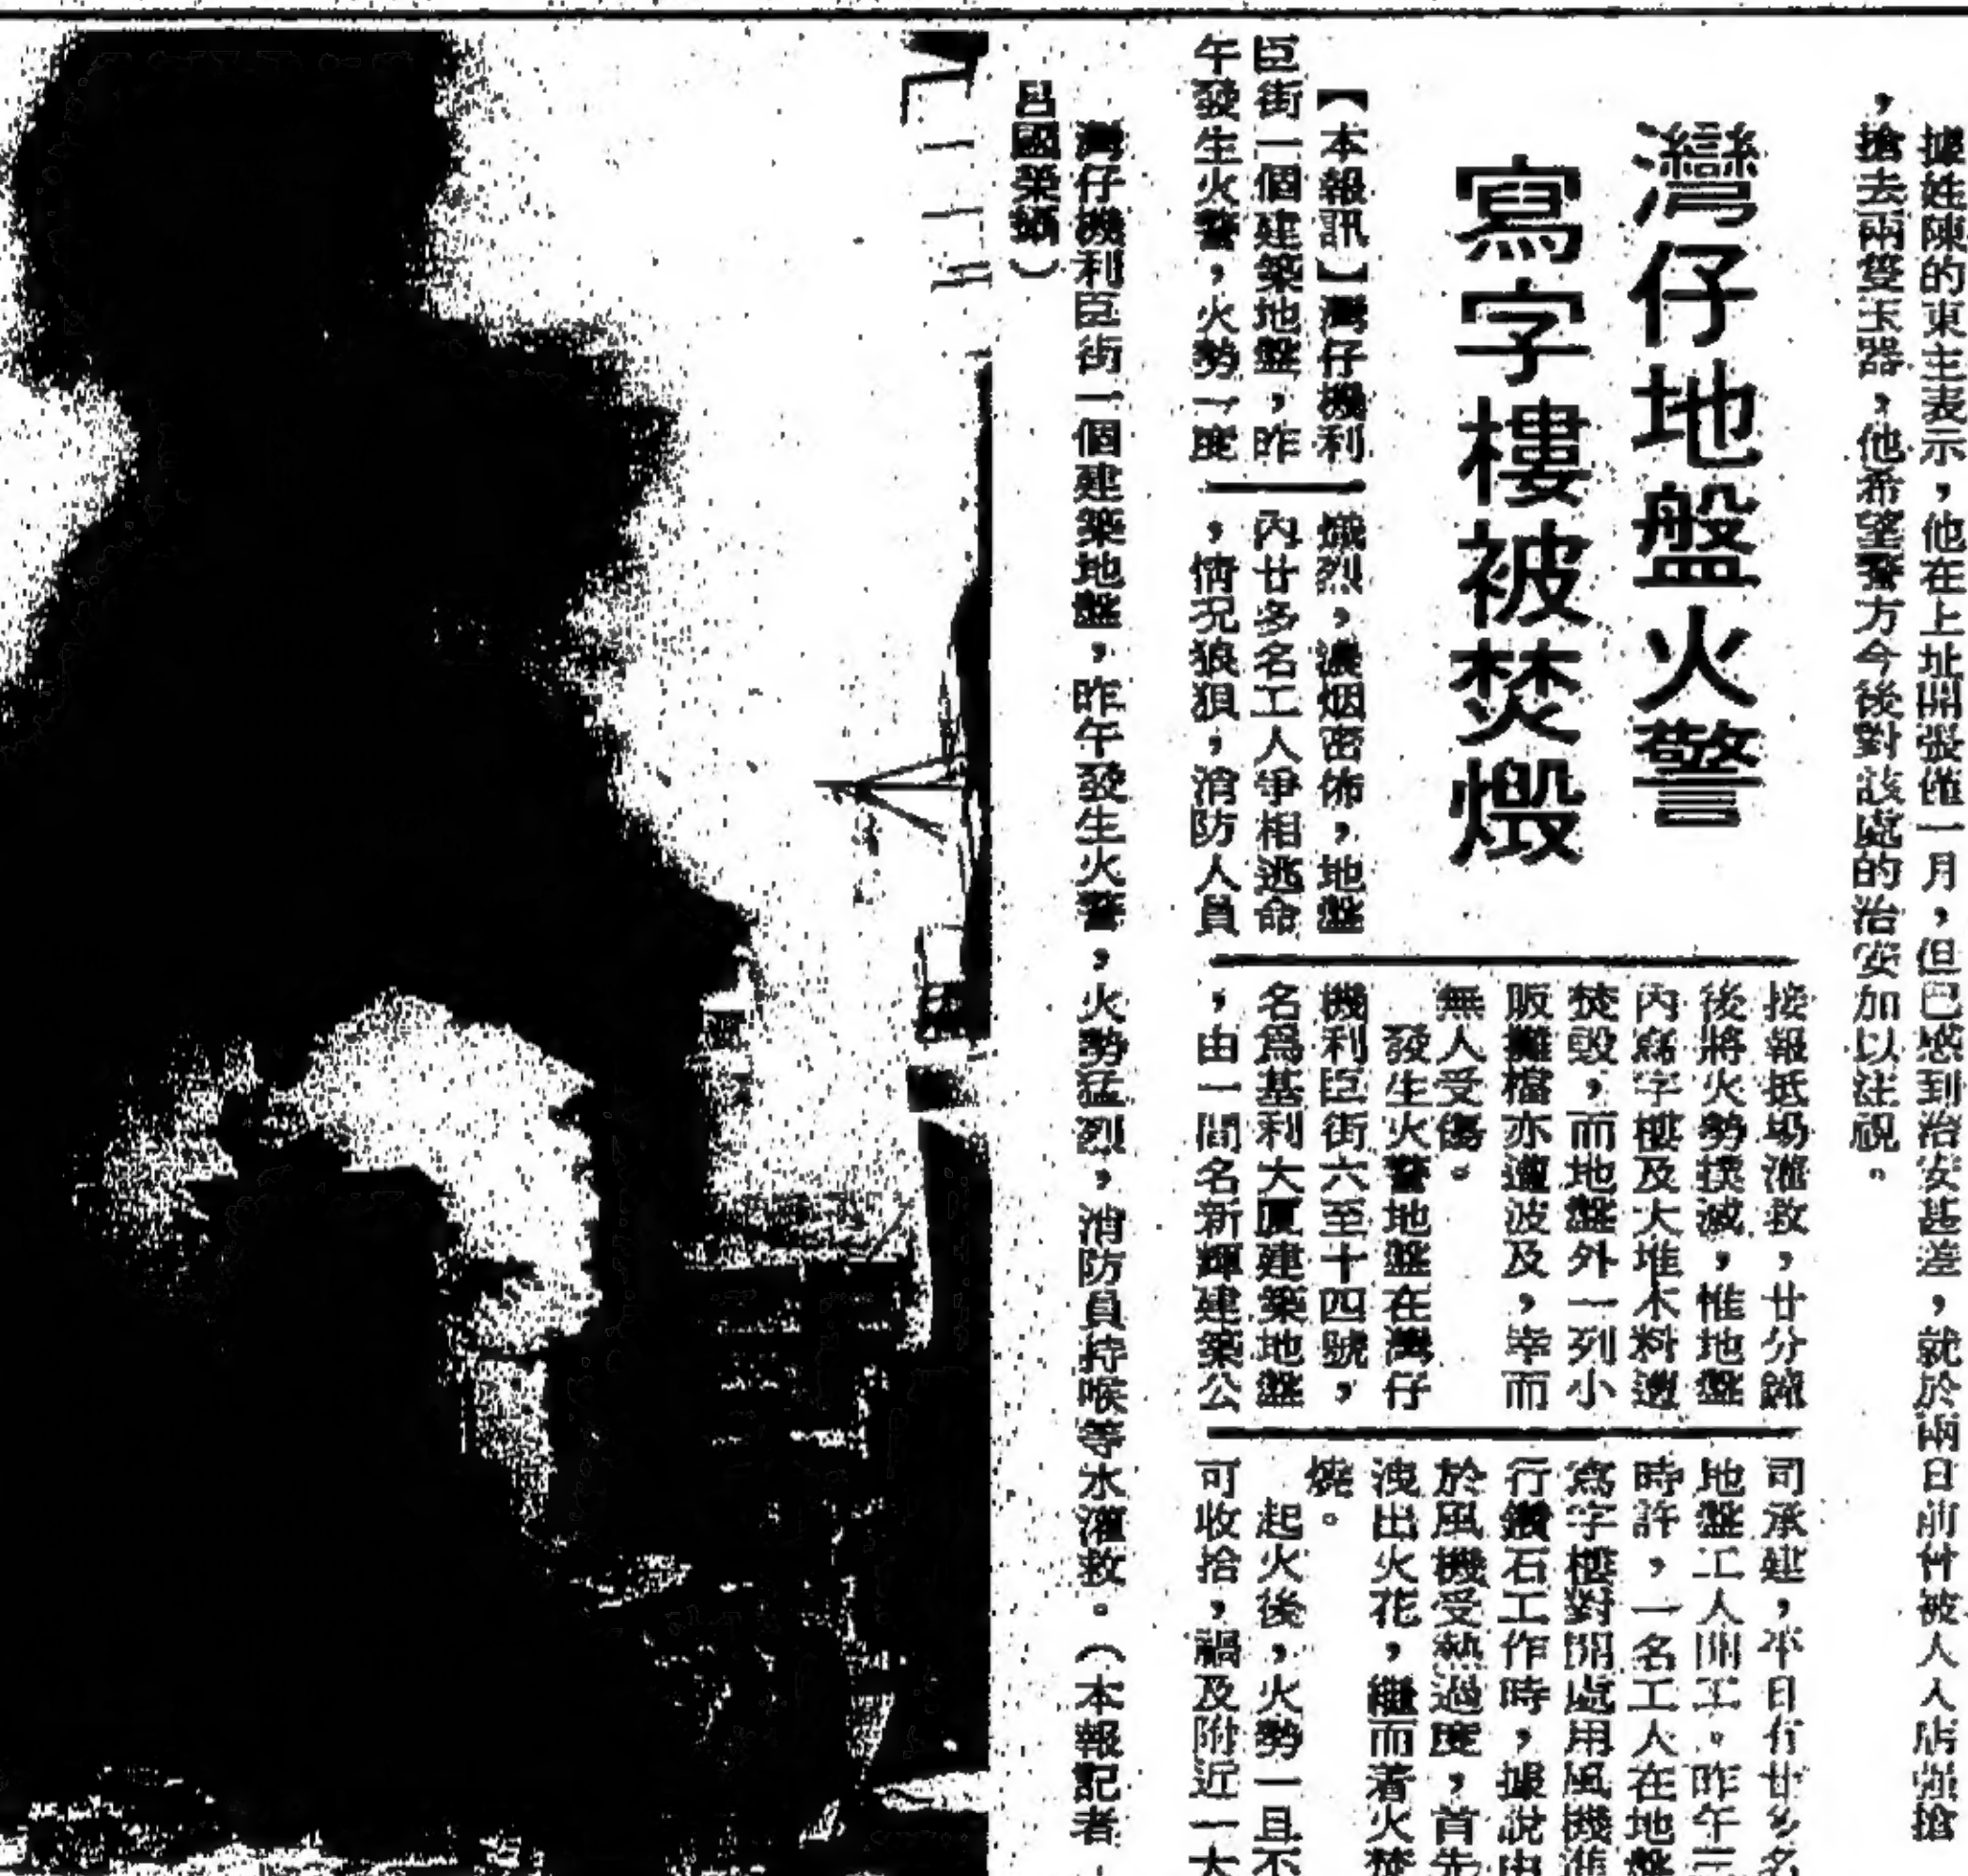 據姓陳的東主表示，他在上址開張僅一月，但已感到治安甚差，就於兩日前曾被人入店強搶
，搶去兩隻玉器，他希望警方今後對該處的治安加以注視。
灣仔地盤火警
寫字樓被焚燬
【本報訊】灣仔機利
臣街一個建築地盤，昨
午發生火警，火勢一度
熾烈，濃烟密佈，地盤
內廿多名工人爭相逃命
，情況狼狽，消防人員
接報抵場灌救，廿分鐘
後將火勢撲滅，惟地盤
內寫字樓及大堆木料遭
焚毀，而地盤外一列小
販攤檔亦遭波及，幸而
無人受傷。
發生火警地盤在灣仔
機利臣街六至十四號，
名為基利大厦建築地盤
，由一間名新輝建築公
司承建，平日有廿多名
地盤工人開工。昨午三
時許，一名工人在地盤
寫字樓對開處用風機進
行鑽石工作時，據說由
於風機受熱過度，首先
洩出火花，繼而着火焚
燒。
起火後，火勢一旦不
可收拾，禍及附近一大
灣仔機利臣街一個建築地盤，昨午發生火警，火勢猛烈，消防員持喉等水灌救。（本報記者
呂國榮攝）